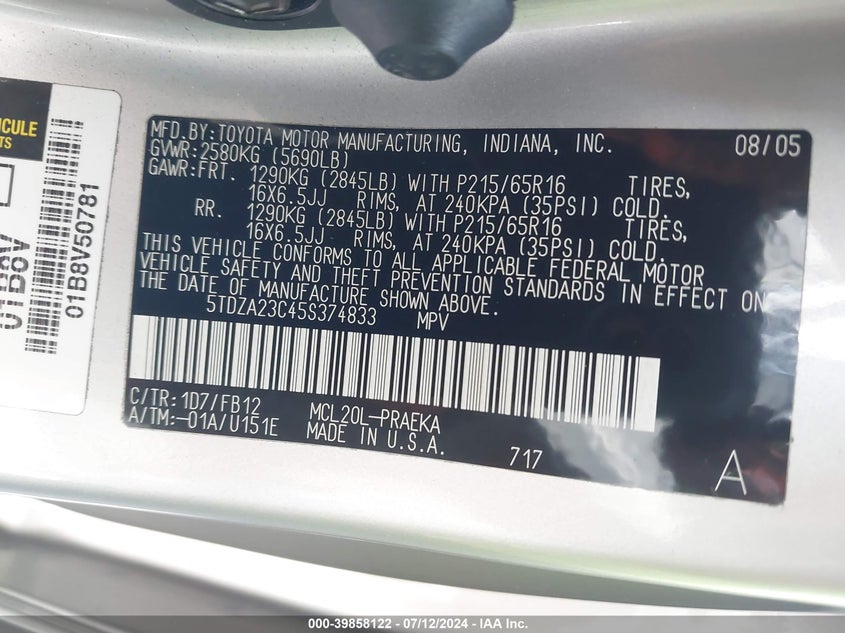 ICULE
TS
01B8V
01B8V50781
MFD.BY:TOYOTA MOTOR MANUFACTURING, INDIANA, INC. 08/05
GVWR:2580KG (5690LB)
GAWR:FRT. 1290KG (2845LB) WITH P215/65R16 TIRES,
16X6.5JJ RIMS, AT 240KPA (35PSI) COLD.
RR. 1290KG (2845LB) WITH P215/65R16 TIRES,
16X6.5JJ RIMS, AT 240KPA (35PSI) COLD.
THIS VEHICLE CONFORMS TO ALL APPLICABLE FEDERAL MOTOR
VEHICLE SAFETY AND THEFT PREVENTION STANDARDS IN EFFECT ON
THE DATE OF MANUFACTURE SHOWN ABOVE.
5TDZA23C45S374833 MPV
C/TR:1D7/FB12 MCL20L-PRAEKA
A/TM:-01A/U151E MADE IN U.S.A. 717
A
000-39858122 - 07/12/2024 - IAA Inc.